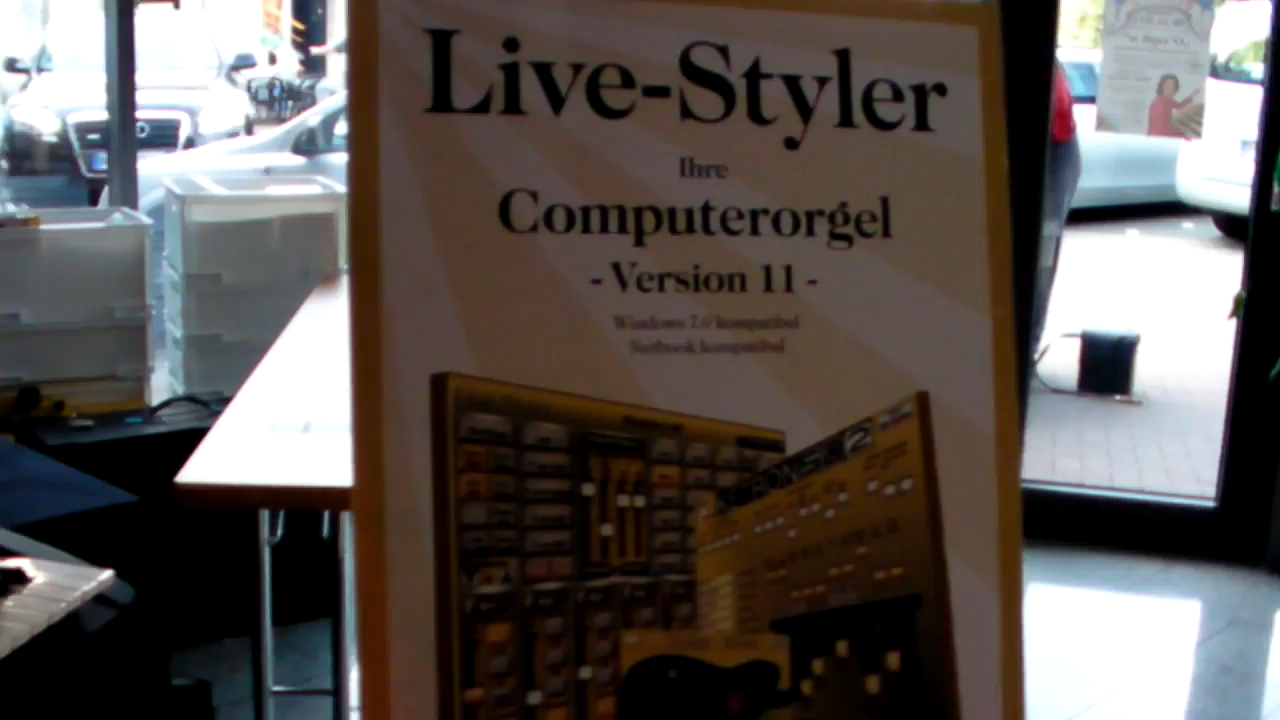 Live-Styler
Ihre
Computerorgel
- Version 11 -
Windows 7.0 kompatibel
Netbook kompatibel